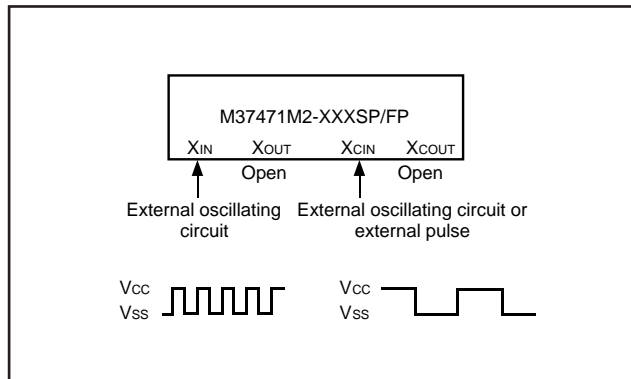 M37471M2-XXXSP/FP
XIN XOUT XCIN XCOUT
Open Open
External oscillating circuit
External oscillating circuit or external pulse
VCC
VSS
VCC
VSS